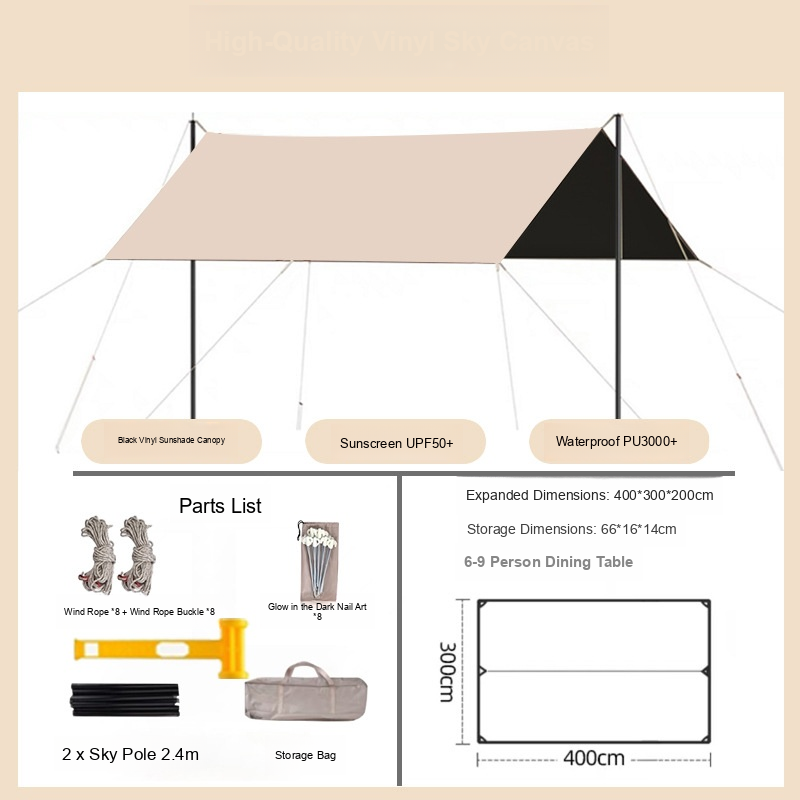 High-Quality Vinyl Sky Canvas
Black Vinyl Sunshade Canopy
Sunscreen UPF50+
Waterproof PU3000+
Parts List
Wind Rope *8 + Wind Rope Buckle *8
Glow in the Dark Nail Art
*8
2 x Sky Pole 2.4m
Storage Bag
Expanded Dimensions: 400*300*200cm
Storage Dimensions: 66*16*14cm
6-9 Person Dining Table
300cm
400cm